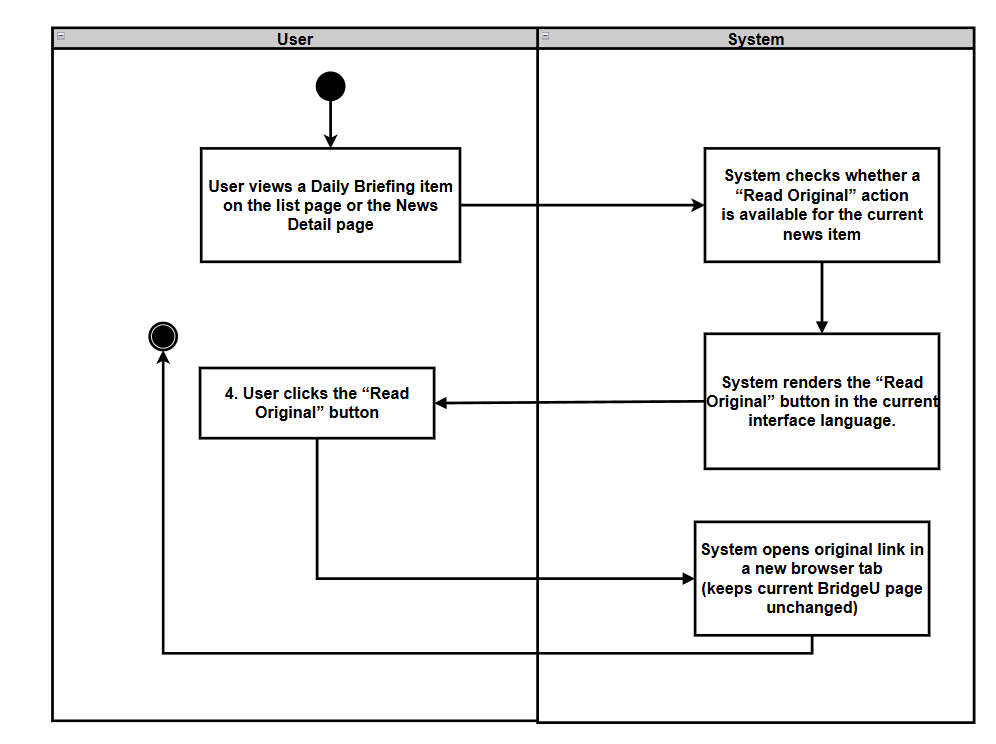 User
System
User views a Daily Briefing item
on the list page or the News
Detail page
System checks whether a
“Read Original” action
is available for the current
news item
System renders the “Read
Original” button in the current
interface language.
4. User clicks the “Read
Original” button
System opens original link in
a new browser tab
(keeps current BridgeU page
unchanged)